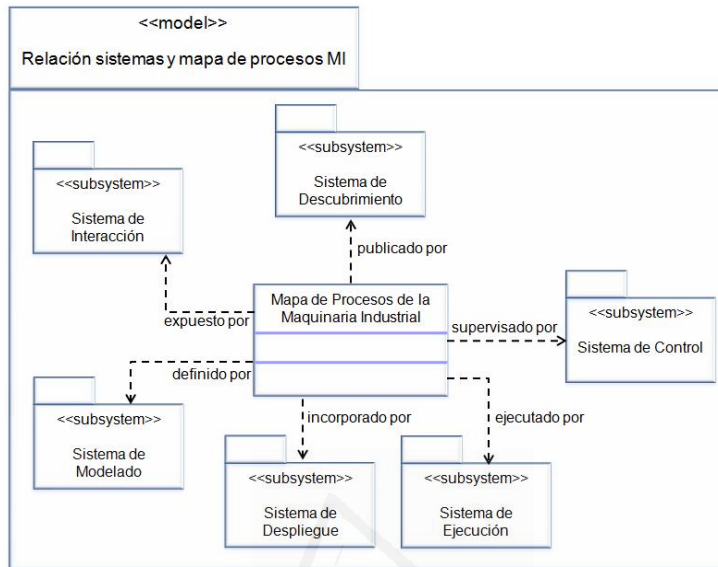 <<model>>
Relación sistemas y mapa de procesos MI
<<subsystem>>
Sistema de
Descubrimiento
<<subsystem>>
Sistema de
Interacción
publicado por
Mapa de Procesos de la
Maquinaria Industrial
expuesto por
supervisado por
<<subsystem>>
Sistema de Control
definido por
<<subsystem>>
Sistema de
Modelado
incorporado por
ejecutado por
<<subsystem>>
Sistema de
Despliegue
<<subsystem>>
Sistema de
Ejecución